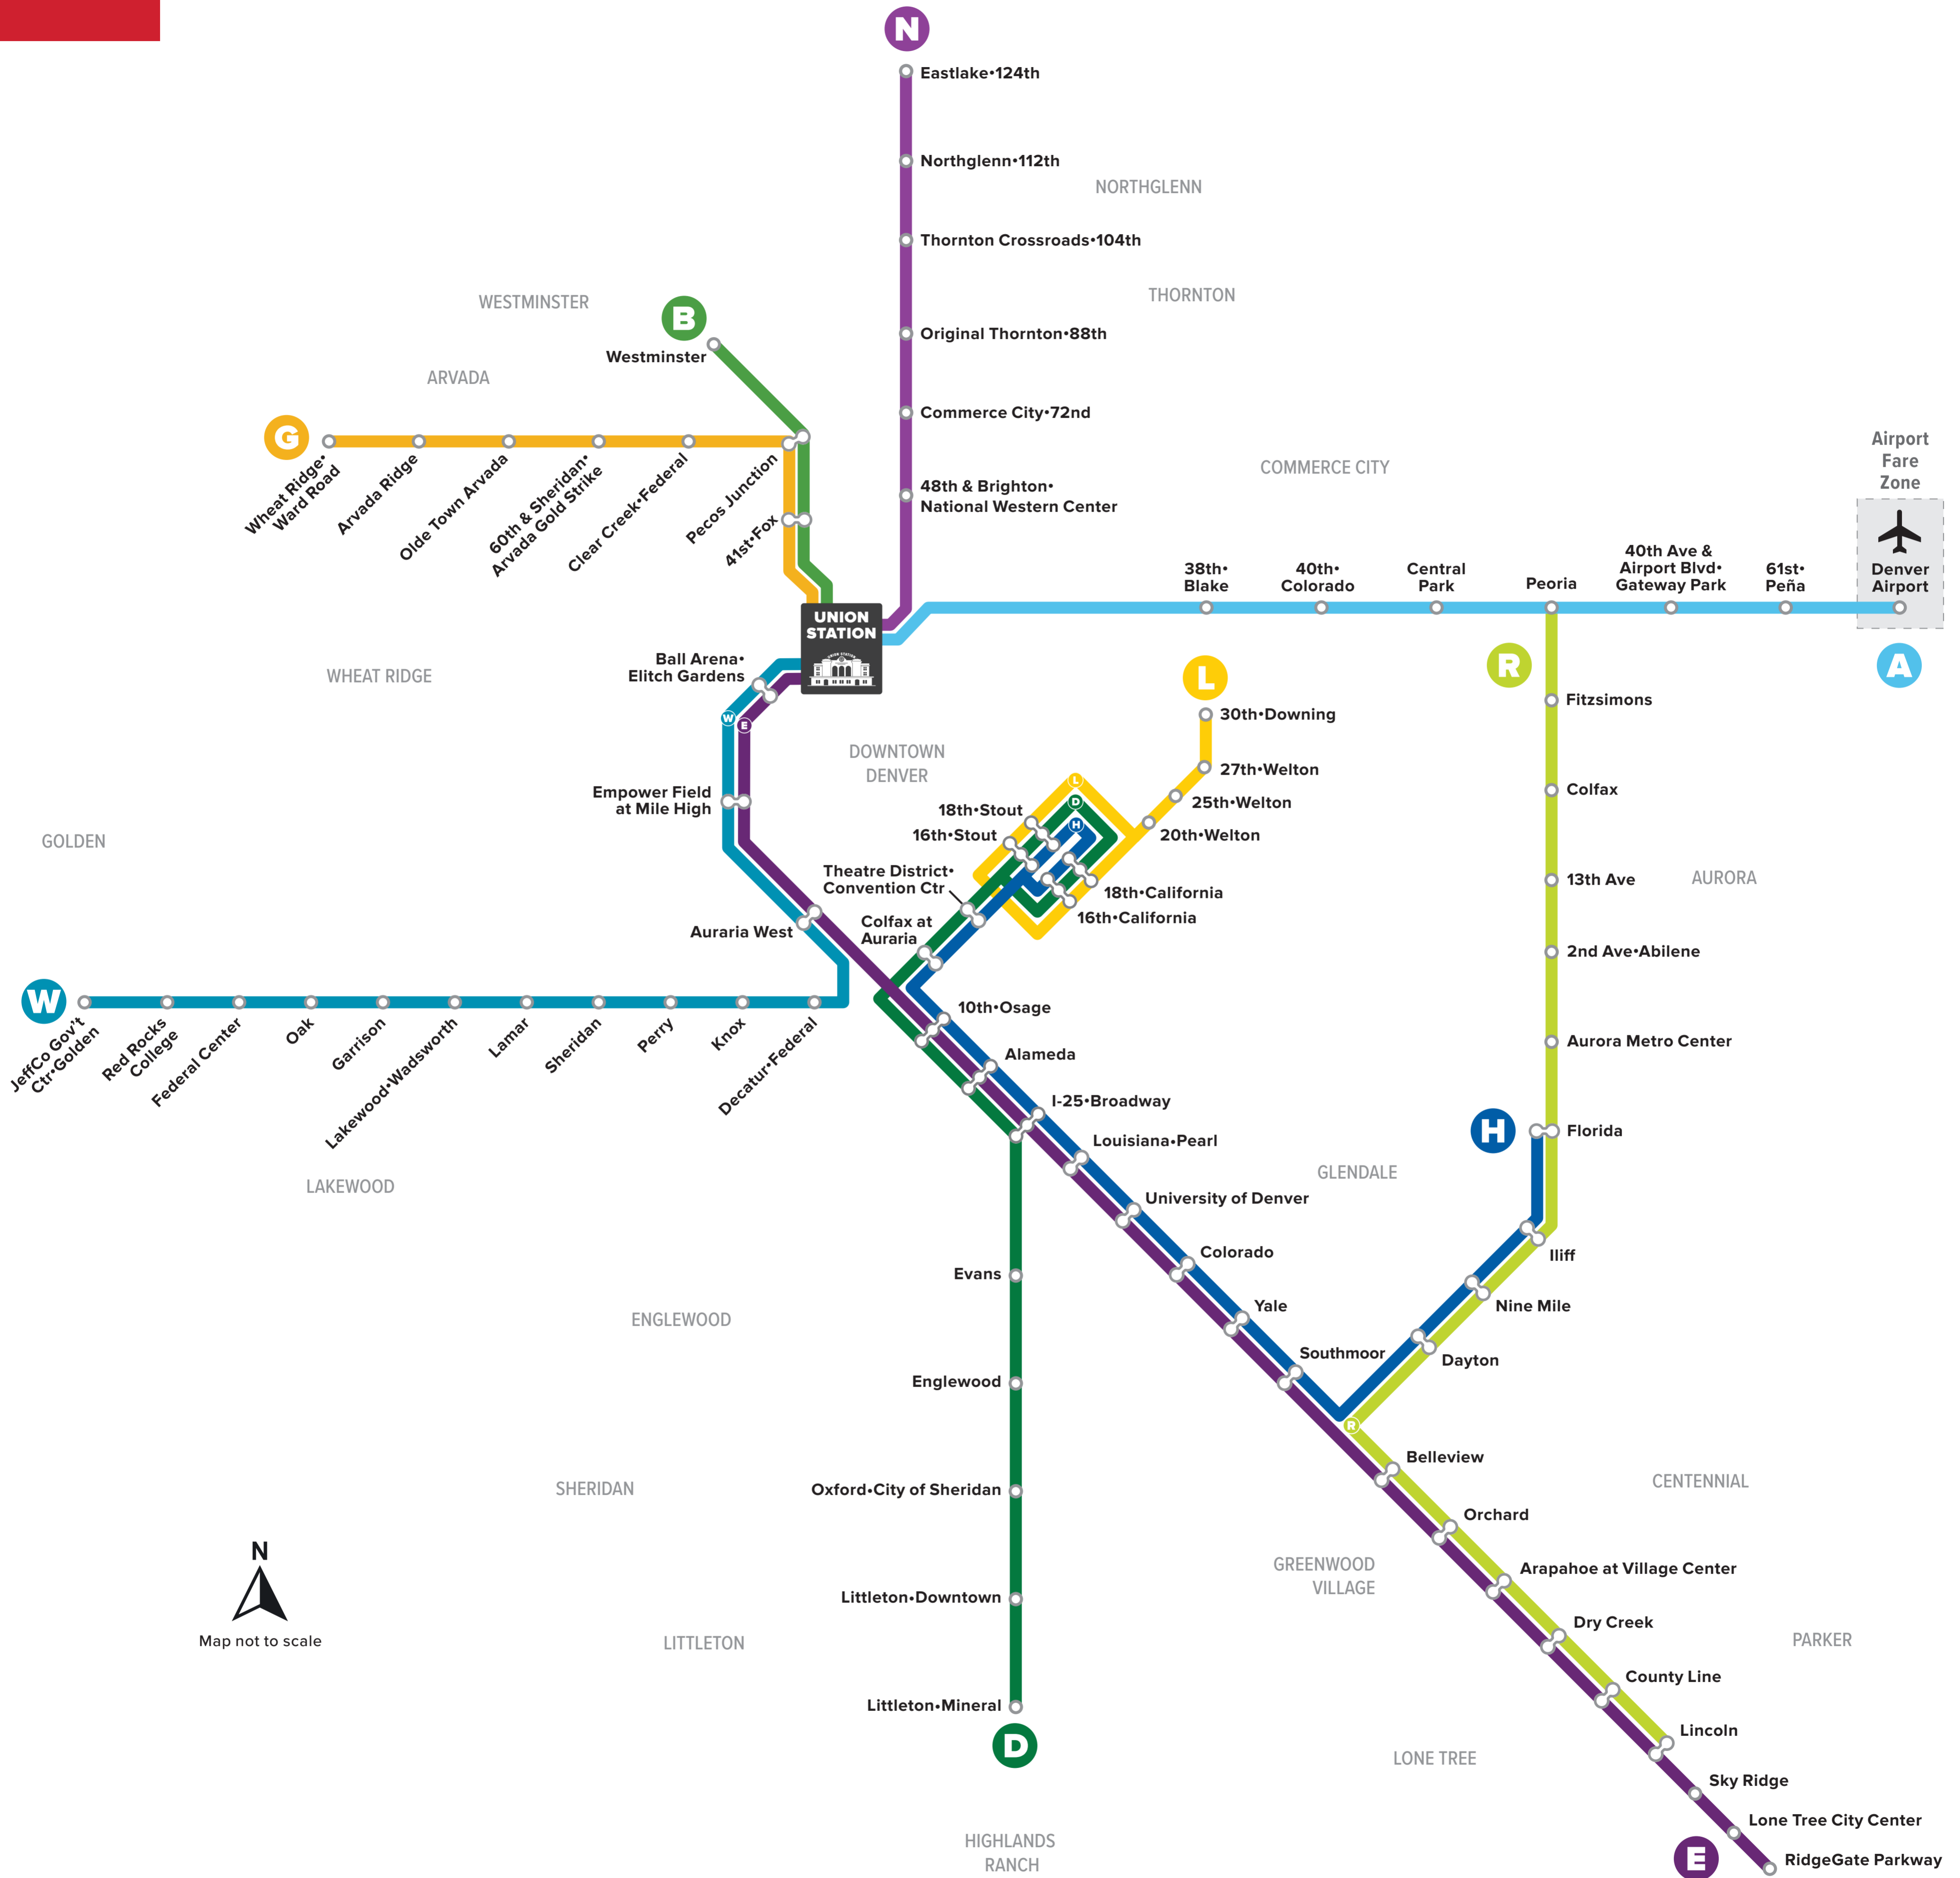 N
Eastlake•124th
Northglenn•112th
NORTHGLENN
Thornton Crossroads•104th
THORNTON
WESTMINSTER
B
Westminster
Original Thornton•88th
ARVADA
Commerce City•72nd
G
Wheat Ridge•
Ward Road
Arvada Ridge
Olde Town Arvada
60th & Sheridan•
Arvada Gold Strike
Clear Creek•Federal
Pecos Junction
41st•Fox
48th & Brighton•
National Western Center
COMMERCE CITY
Airport
Fare
Zone
38th•
Blake
40th•
Colorado
Central
Park
Peoria
40th Ave &
Airport Blvd•
Gateway Park
61st•
Peña
Denver
Airport
A
UNION
STATION
UNION STATION
Ball Arena•
Elitch Gardens
W
E
WHEAT RIDGE
L
30th•Downing
27th•Welton
25th•Welton
20th•Welton
R
Fitzsimons
Colfax
13th Ave
AURORA
2nd Ave•Abilene
Aurora Metro Center
Florida
H
DOWNTOWN
DENVER
L
D
H
18th•Stout
16th•Stout
18th•California
16th•California
Theatre District•
Convention Ctr
Colfax at
Auraria
Empower Field
at Mile High
GOLDEN
Auraria West
W
JeffCo Gov't
Ctr•Golden
Red Rocks
College
Federal Center
Oak
Garrison
Lakewood•Wadsworth
Lamar
Sheridan
Perry
Knox
Decatur•Federal
10th•Osage
Alameda
I-25•Broadway
Louisiana•Pearl
LAKEWOOD
GLENDALE
University of Denver
Colorado
Yale
Southmoor
Iliff
Nine Mile
Dayton
R
Evans
ENGLEWOOD
Englewood
SHERIDAN
Oxford•City of Sheridan
Belleview
CENTENNIAL
Orchard
Arapahoe at Village Center
GREENWOOD
VILLAGE
Dry Creek
PARKER
County Line
Lincoln
N
Map not to scale
LITTLETON
Littleton•Downtown
Littleton•Mineral
D
LONE TREE
Sky Ridge
Lone Tree City Center
RidgeGate Parkway
E
HIGHLANDS
RANCH